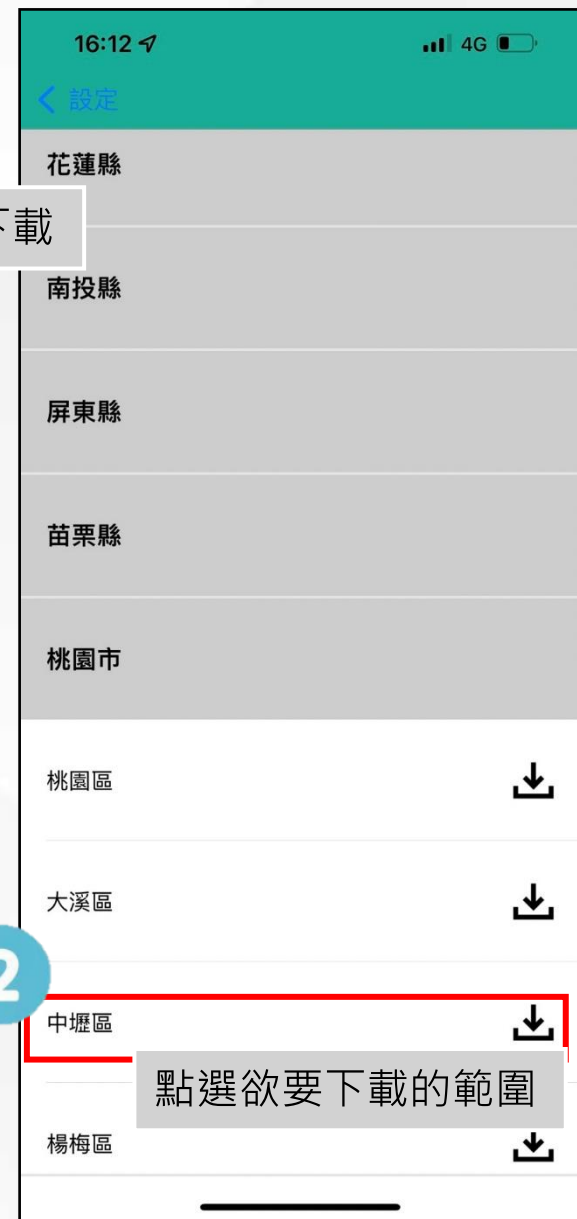 16:12
4G
設定
花蓮縣
下載
南投縣
屏東縣
苗栗縣
桃園市
桃園區
大溪區
2
中壢區
點選欲要下載的範圍
楊梅區